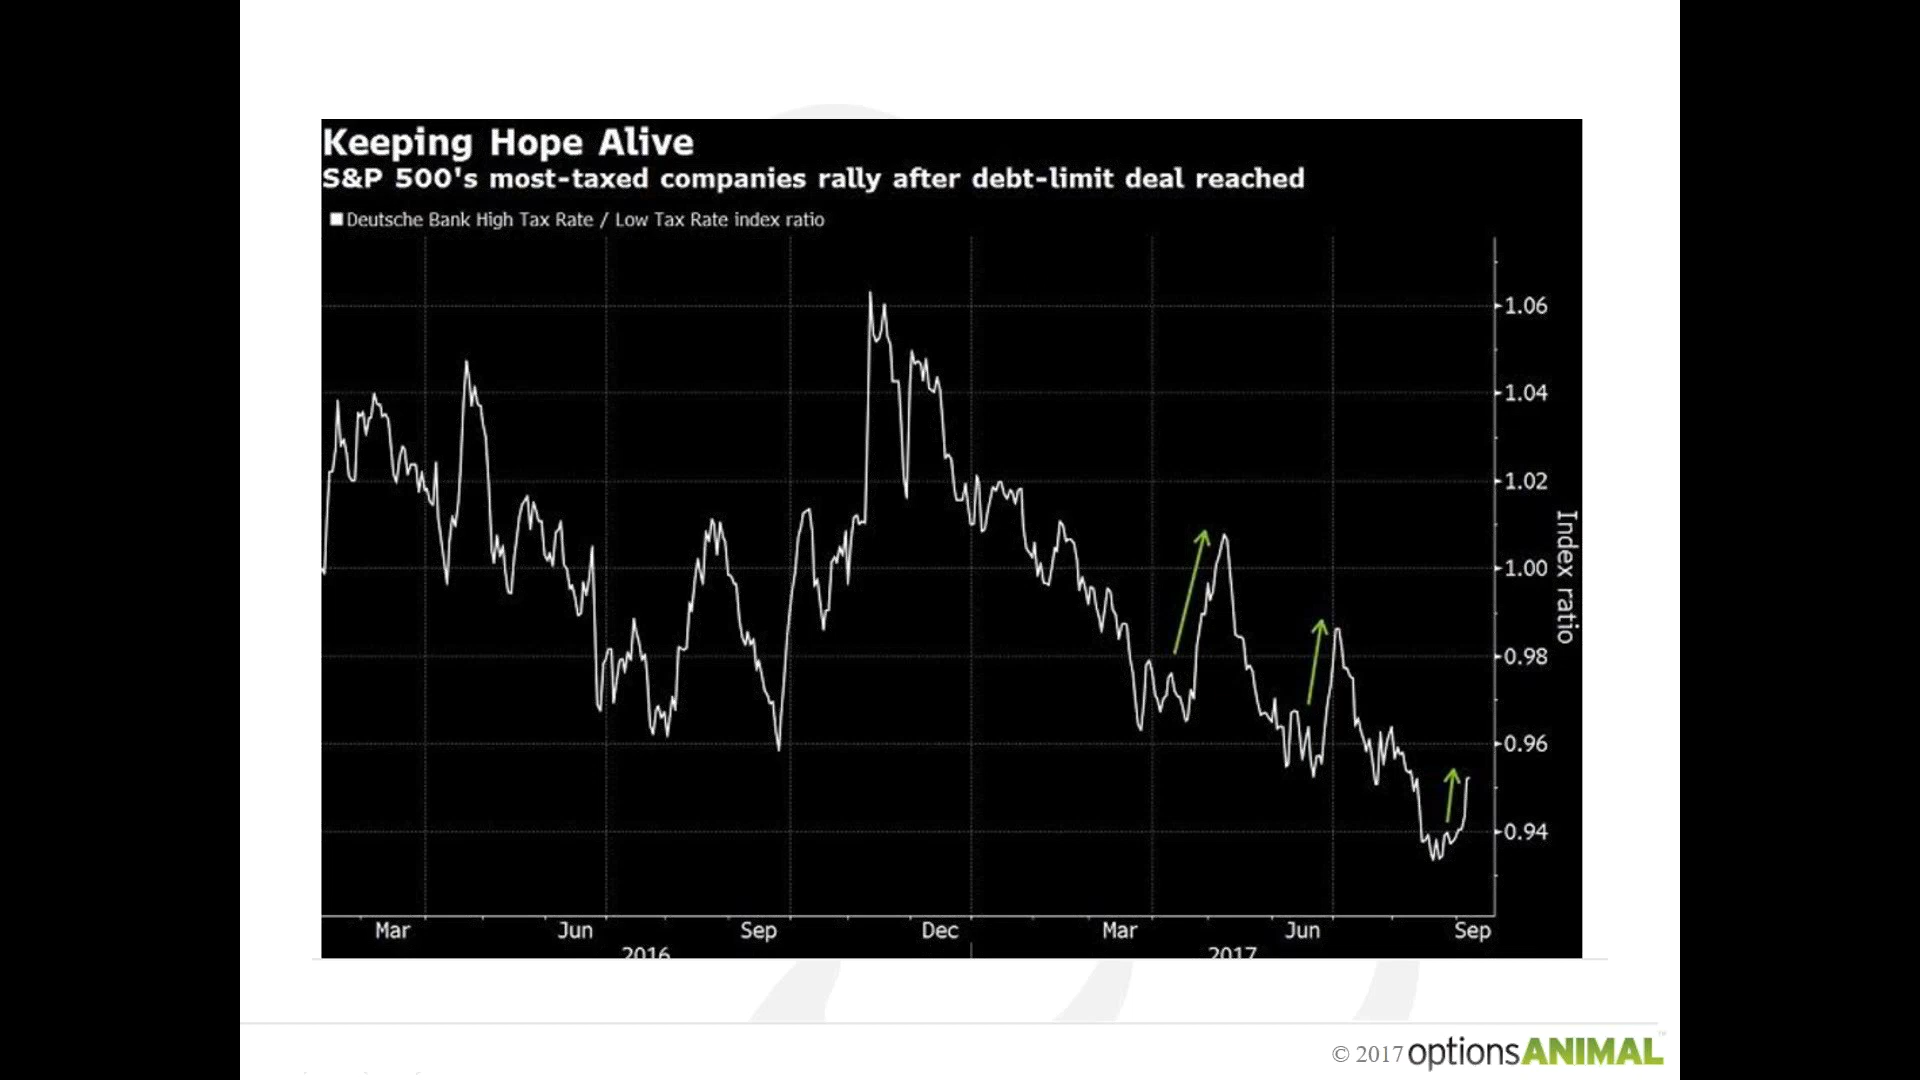 Keeping Hope Alive
S&P 500's most-taxed companies rally after debt-limit deal reached
Deutsche Bank High Tax Rate / Low Tax Rate index ratio
1.06
1.04
1.02
1.00
0.98
0.96
0.94
Index ratio
Mar Jun Sep Dec Mar Jun Sep
2016 2017
© 2017 optionsANIMAL™